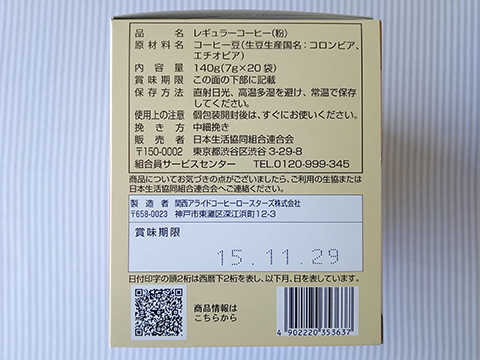 品名 レギュラーコーヒー(粉)
原材料名 コーヒー豆(生豆生産国名:コロンビア、
エチオピア)
内容量 140g(7g×20袋)
賞味期限 この面の下部に記載
保存方法 直射日光、高温多湿を避け、常温で保存
してください。
使用上の注意 個包装開封後は、すぐにお使いください。
挽き方 中細挽き
販売者 日本生活協同組合連合会
〒150-0002 東京都渋谷区渋谷3-29-8
組合員サービスセンター TEL.0120-999-345
商品についてお気づきの点がございましたら、ご利用の生協または
日本生活協同組合連合会へご連絡ください。
製造者 関西アライドコーヒーロースターズ株式会社
〒658-0023 神戸市東灘区深江浜町12-3
賞味期限
15.11.29
日付印字の頭2桁は西暦下2桁を表し、以下月、日を表しています。
商品情報は
こちらから
4902220353637